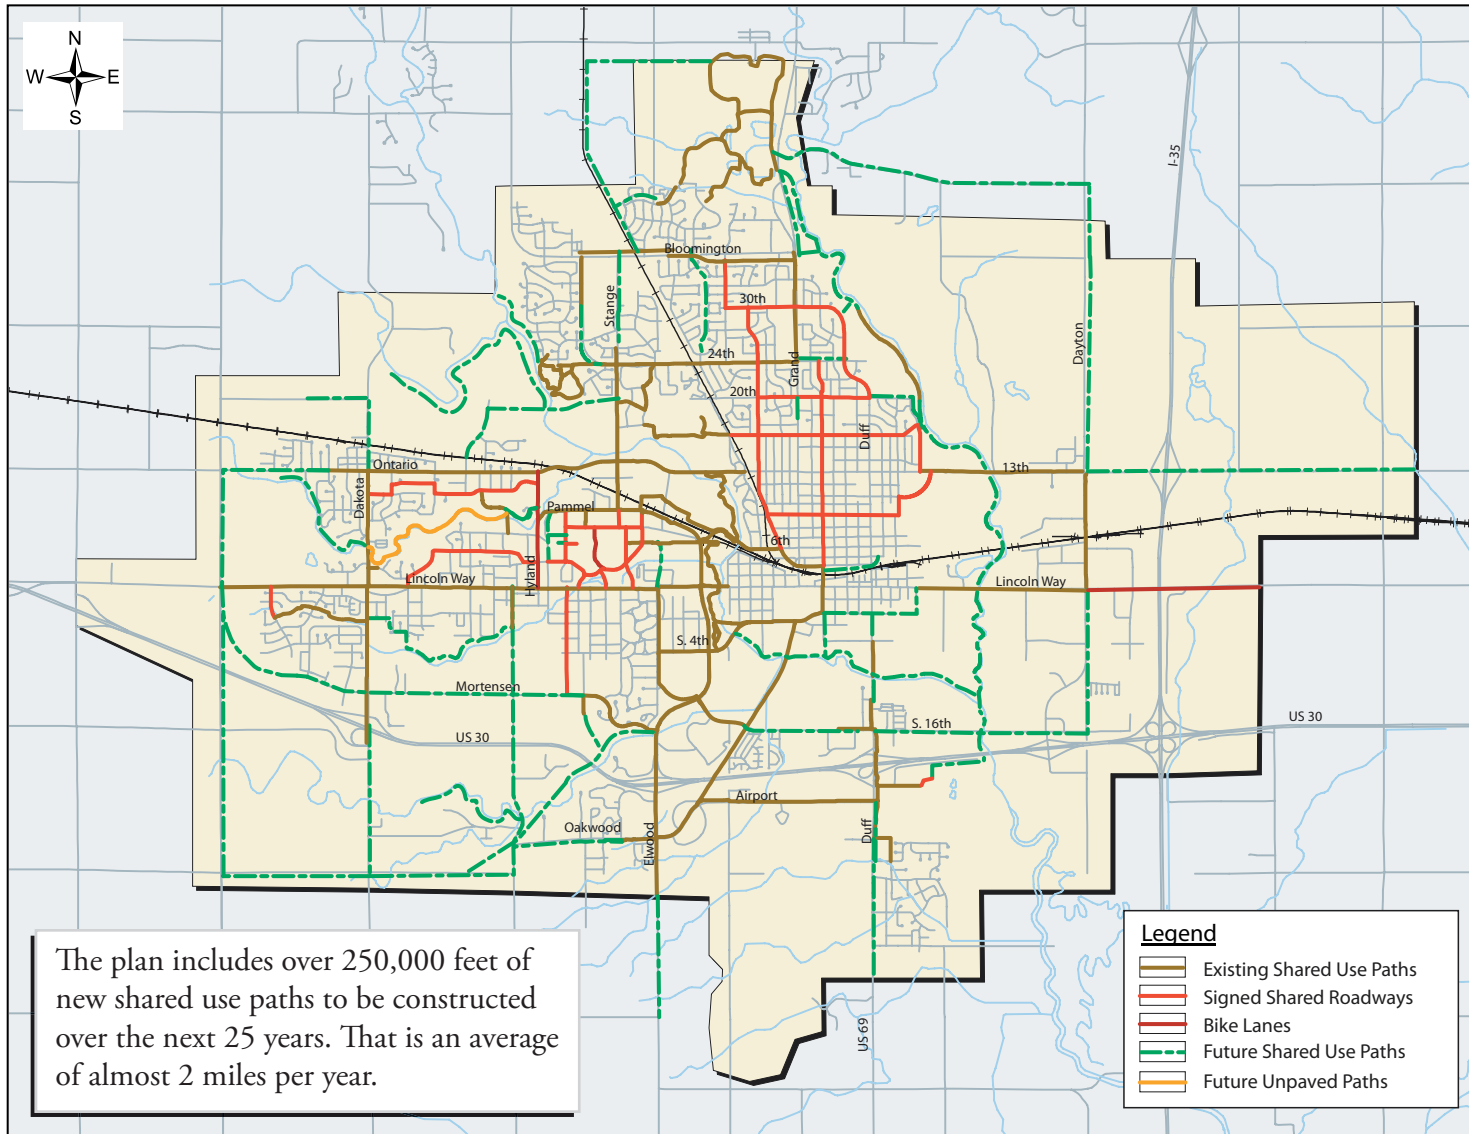 N
W E
S
I-35
Bloomington
Stange
30th
Dayton
24th
Grand
20th
Duff
Ontario
13th
Dakota
Pammel
6th
Hyland
Lincoln Way
Lincoln Way
S. 4th
Mortensen
S. 16th
US 30
US 30
Airport
Oakwood
Elwood
Duff
US 69
The plan includes over 250,000 feet of
new shared use paths to be constructed
over the next 25 years. That is an average
of almost 2 miles per year.
Legend
Existing Shared Use Paths
Signed Shared Roadways
Bike Lanes
Future Shared Use Paths
Future Unpaved Paths